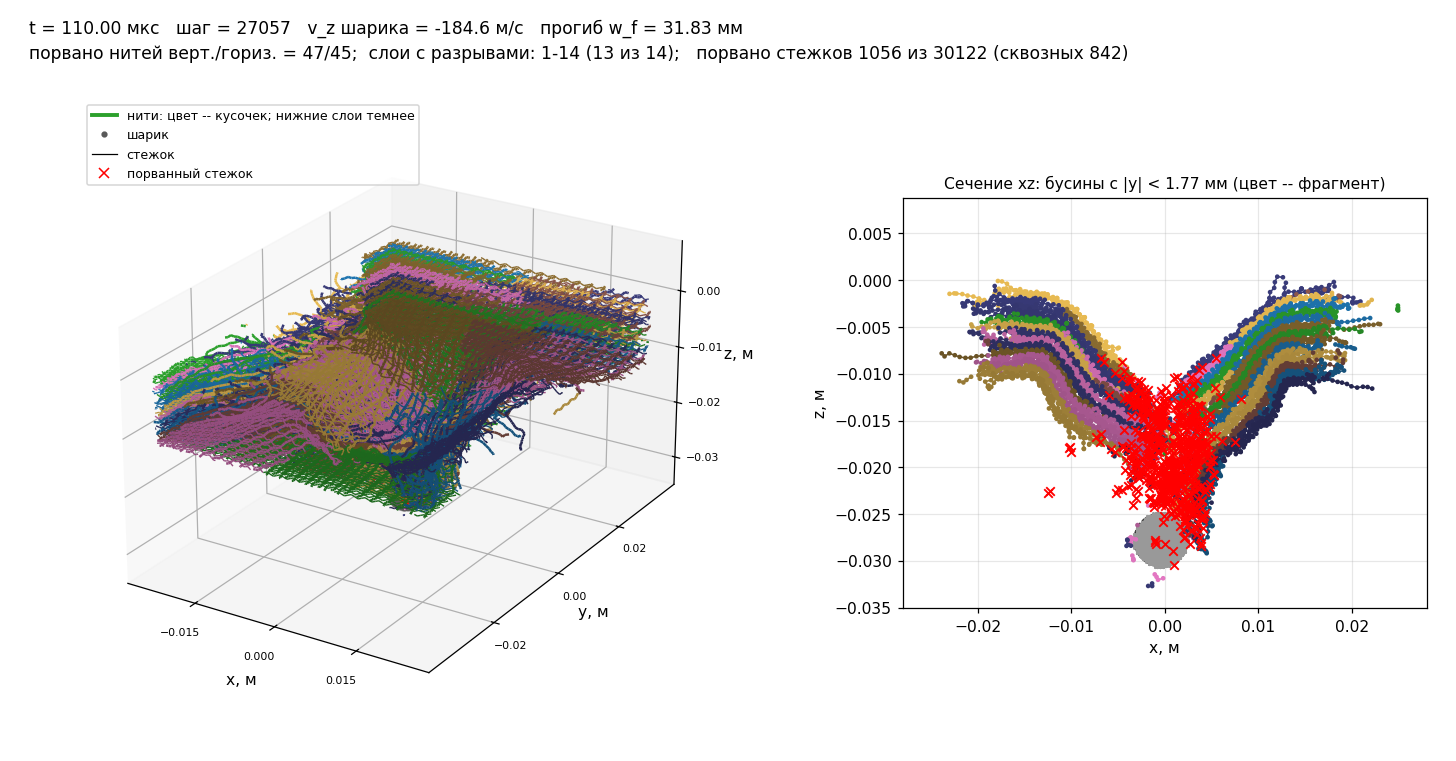 t = 110.00 мкс   шаг = 27057   v_z шарика = -184.6 м/с   прогиб w_f = 31.83 мм
порвано нитей верт./гориз. = 47/45;  слои с разрывами: 1-14 (13 из 14);   порвано стежков 1056 из 30122 (сквозных 842)
нити: цвет -- кусочек; нижние слои темнее
шарик
стежок
порванный стежок
0.00
−0.01
z, м
−0.02
−0.03
0.02
0.00
y, м
−0.02
−0.015
0.000
0.015
x, м
Сечение xz: бусины с |y| < 1.77 мм (цвет -- фрагмент)
0.005
0.000
−0.005
−0.010
z, м
−0.015
−0.020
−0.025
−0.030
−0.035
−0.02 −0.01 0.00 0.01 0.02
x, м